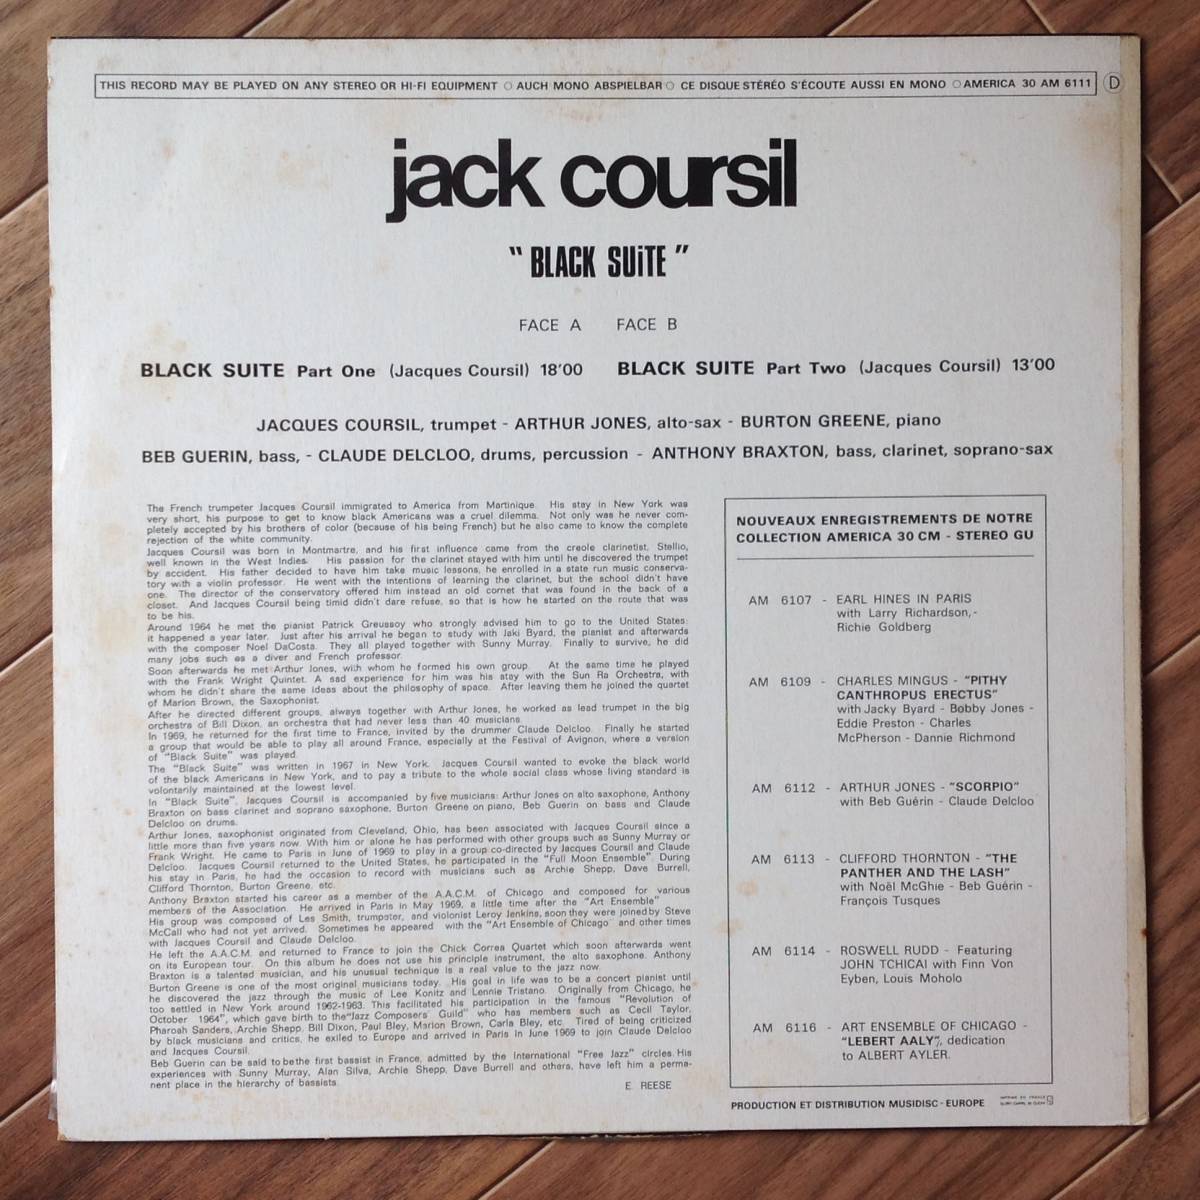 THIS RECORD MAY BE PLAYED ON ANY STEREO OR HI-FI EQUIPMENT ○ AUCH MONO ABSPIELBAR ○ CE DISQUE STÉRÉO S'ÉCOUTE AUSSI EN MONO ○ AMERICA 30 AM 6111 D
jack coursil
"BLACK SUiTE"
FACE A FACE B
BLACK SUITE Part One (Jacques Coursil) 18'00 BLACK SUITE Part Two (Jacques Coursil) 13'00
JACQUES COURSIL, trumpet - ARTHUR JONES, alto-sax - BURTON GREENE, piano
BEB GUERIN, bass, - CLAUDE DELCLOO, drums, percussion - ANTHONY BRAXTON, bass, clarinet, soprano-sax
The French trumpeter Jacques Coursil immigrated to America from Martinique. His stay in New York was
very short, his purpose to get to know black Americans was a cruel dilemma. Not only was he never com-
pletely accepted by his brothers of color (because of his being French) but he also came to know the complete
rejection of the white community.
Jacques Coursil was born in Montmartre, and his first influence came from the creole clarinetist, Stellio,
well known in the West Indies. His passion for the clarinet stayed with him until he discovered the trumpet
by accident. His father decided to have him take music lessons, he enrolled in a state run music conserva-
tory with a violin professor. He went with the intentions of learning the clarinet, but the school didn't have
one. The director of the conservatory offered him instead an old cornet that was found in the back of a
closet. And Jacques Coursil being timid didn't dare refuse, so that is how he started on the route that was
to be his.
Around 1964 he met the pianist Patrick Greussoy who strongly advised him to go to the United States:
it happened a year later. Just after his arrival he began to study with Jaki Byard, the pianist and afterwards
with the composer Noel DaCosta. They all played together with Sunny Murray. Finally to survive, he did
many jobs such as a diver and French professor.
Soon afterwards he met Arthur Jones, with whom he formed his own group. At the same time he played
with the Frank Wright Quintet. A sad experience for him was his stay with the Sun Ra Orchestra, with
whom he didn't share the same ideas about the philosophy of space. After leaving them he joined the quartet
of Marion Brown, the Saxophonist.
After he directed different groups, always together with Arthur Jones, he worked as lead trumpet in the big
orchestra of Bill Dixon, an orchestra that had never less than 40 musicians.
In 1969, he returned for the first time to France, invited by the drummer Claude Delcloo. Finally he started
a group that would be able to play all around France, especially at the Festival of Avignon, where a version
of "Black Suite" was played.
The "Black Suite" was written in 1967 in New York. Jacques Coursil wanted to evoke the black world
of the black Americans in New York, and to pay a tribute to the whole social class whose living standard is
volontarily maintained at the lowest level.
In "Black Suite", Jacques Coursil is accompanied by five musicians: Arthur Jones on alto saxophone, Anthony
Braxton on bass clarinet and soprano saxophone, Burton Greene on piano, Beb Guerin on bass and Claude
Delcloo on drums.
Arthur Jones, saxophonist originated from Cleveland, Ohio, has been associated with Jacques Coursil since a
little more than five years now. With him or alone he has performed with other groups such as Sunny Murray or
Frank Wright. He came to Paris in June of 1969 to play in a group co-directed by Jacques Coursil and Claude
Delcloo. Jacques Coursil returned to the United States, he participated in the "Full Moon Ensemble". During
his stay in Paris, he had the occasion to record with musicians such as Archie Shepp, Dave Burrell,
Clifford Thornton, Burton Greene, etc.
Anthony Braxton started his career as a member of the A.A.C.M. of Chicago and composed for various
members of the Association. He arrived in Paris in May 1969, a little time after the "Art Ensemble"
His group was composed of Les Smith, trumpster, and violonist Leroy Jenkins, soon they were joined by Steve
McCall who had not yet arrived. Sometimes he appeared with the "Art Ensemble of Chicago" and other times
with Jacques Coursil and Claude Delcloo.
He left the A.A.C.M. and returned to France to join the Chick Correa Quartet which soon afterwards went
on its European tour. On this album he does not use his principle instrument, the alto saxophone. Anthony
Braxton is a talented musician, and his unusual technique is a real value to the jazz now.
Burton Greene is one of the most original musicians today. His goal in life was to be a concert pianist until
he discovered the jazz through the music of Lee Konitz and Lennie Tristano. Originally from Chicago, he
too settled in New York around 1962-1963. This facilitated his participation in the famous "Revolution of
October 1964", which gave birth to the "Jazz Composers' Guild" who has members such as Cecil Taylor,
Pharoah Sanders, Archie Shepp, Bill Dixon, Paul Bley, Marion Brown, Carla Bley, etc. Tired of being criticized
by black musicians and critics, he exiled to Europe and arrived in Paris in June 1969 to join Claude Delcloo
and Jacques Coursil.
Beb Guerin can be said to be the first bassist in France, admitted by the International "Free Jazz" circles. His
experiences with Sunny Murray, Alan Silva, Archie Shepp, Dave Burrell and others, have left him a perma-
nent place in the hierarchy of bassists.
E. REESE
NOUVEAUX ENREGISTREMENTS DE NOTRE
COLLECTION AMERICA 30 CM - STEREO GU
AM 6107 - EARL HINES IN PARIS
with Larry Richardson,-
Richie Goldberg
AM 6109 - CHARLES MINGUS - "PITHY
CANTHROPUS ERECTUS"
with Jacky Byard - Bobby Jones -
Eddie Preston - Charles
McPherson - Dannie Richmond
AM 6112 - ARTHUR JONES - "SCORPIO"
with Beb Guérin - Claude Delcloo
AM 6113 - CLIFFORD THORNTON - "THE
PANTHER AND THE LASH"
with Noël McGhie - Beb Guérin -
François Tusques
AM 6114 - ROSWELL RUDD - Featuring
JOHN TCHICAI with Finn Von
Eyben, Louis Moholo
AM 6116 - ART ENSEMBLE OF CHICAGO -
"LEBERT AALY", dedication
to ALBERT AYLER.
PRODUCTION ET DISTRIBUTION MUSIDISC - EUROPE